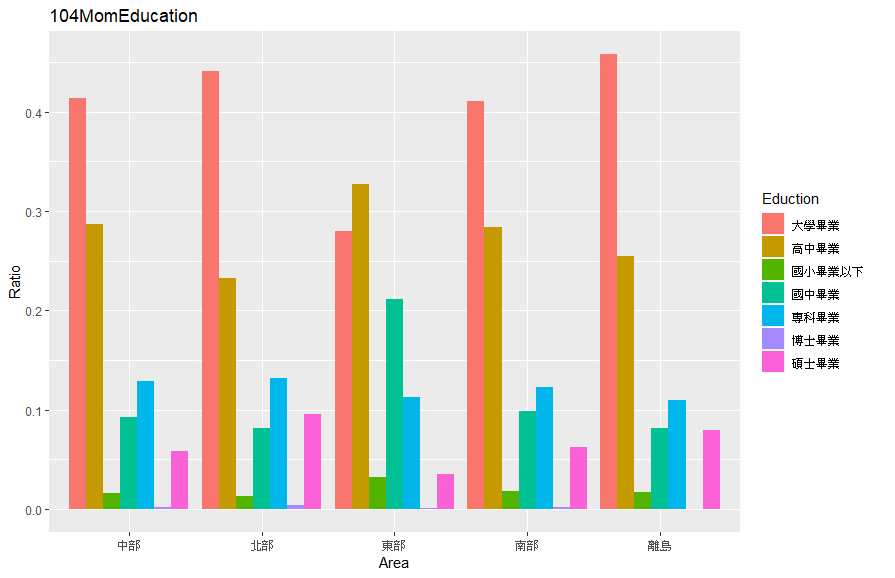 104MomEducation
Ratio
0.4
0.3
0.2
0.1
0.0
中部
北部
東部
南部
離島
Area
Eduction
大學畢業
高中畢業
國小畢業以下
國中畢業
專科畢業
博士畢業
碩士畢業